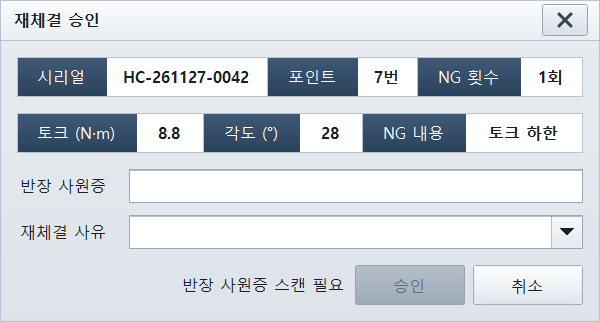 재체결 승인
시리얼 HC-261127-0042 포인트 7번 NG 횟수 1회
토크 (N·m) 8.8 각도 (°) 28 NG 내용 토크 하한
반장 사원증
재체결 사유
반장 사원증 스캔 필요 승인 취소